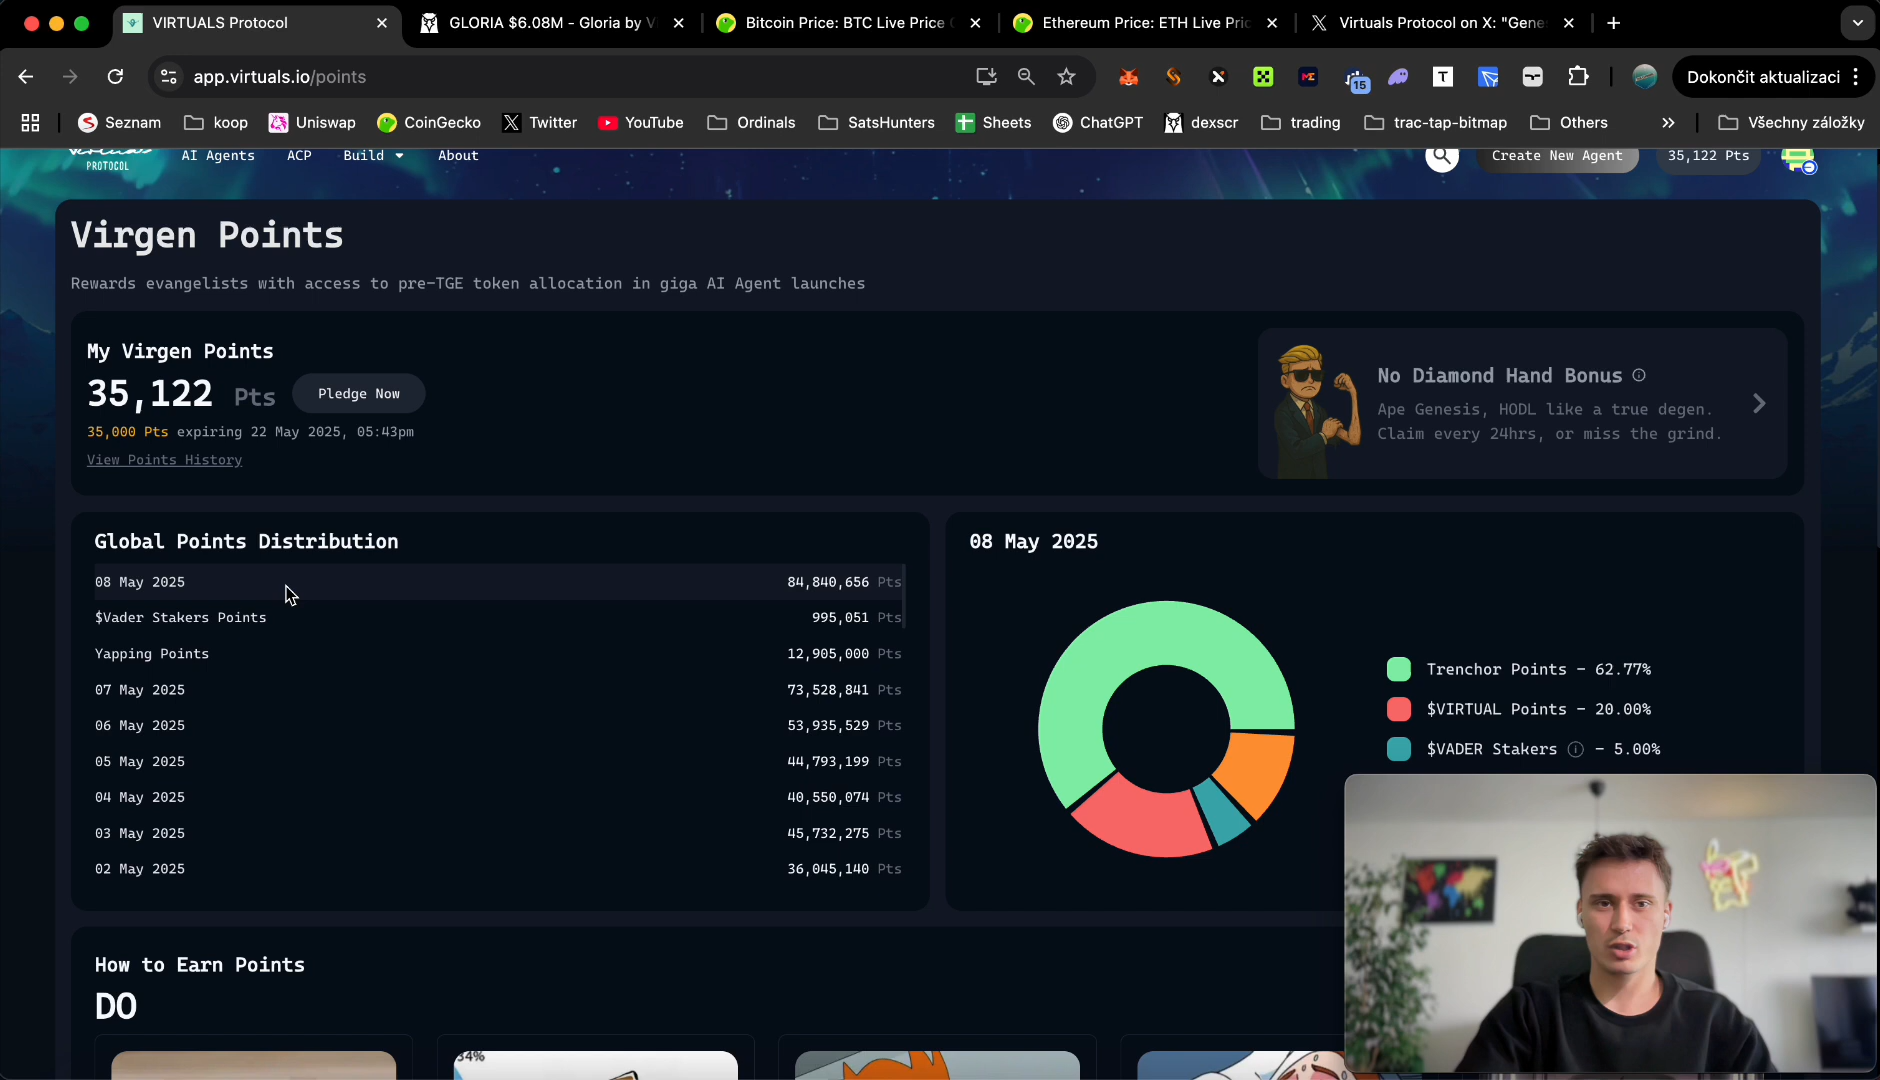 VIRTUALS Protocol
GLORIA $6.08M - Gloria by V
Bitcoin Price: BTC Live Price
Ethereum Price: ETH Live Pric
Virtuals Protocol on X: "Gene
app.virtuals.io/points
15
Dokončit aktualizaci
Seznam
koop
Uniswap
CoinGecko
Twitter
YouTube
Ordinals
SatsHunters
Sheets
ChatGPT
dexscr
trading
trac-tap-bitmap
Others
Všechny záložky
PROTOCOL
AI Agents
ACP
Build
About
Create New Agent
35,122 Pts
Virgen Points
Rewards evangelists with access to pre-TGE token allocation in giga AI Agent launches
My Virgen Points
35,122 Pts
Pledge Now
35,000 Pts expiring 22 May 2025, 05:43pm
View Points History
No Diamond Hand Bonus
Ape Genesis, HODL like a true degen.
Claim every 24hrs, or miss the grind.
Global Points Distribution
08 May 2025 84,840,656 Pts
$Vader Stakers Points 995,051 Pts
Yapping Points 12,905,000 Pts
07 May 2025 73,528,841 Pts
06 May 2025 53,935,529 Pts
05 May 2025 44,793,199 Pts
04 May 2025 40,550,074 Pts
03 May 2025 45,732,275 Pts
02 May 2025 36,045,140 Pts
08 May 2025
Trenchor Points - 62.77%
$VIRTUAL Points - 20.00%
$VADER Stakers - 5.00%
How to Earn Points
DO
34%